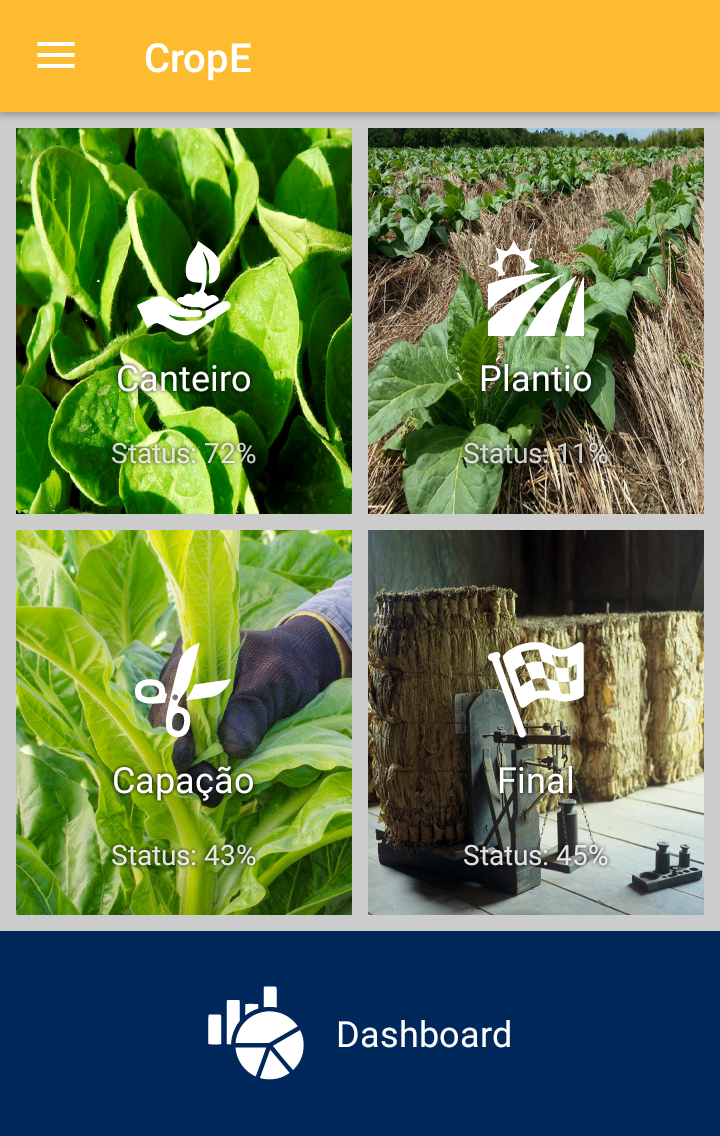 CropE
Canteiro
Status: 72%
Plantio
Status: 11%
Capação
Status: 43%
Final
Status: 45%
Dashboard